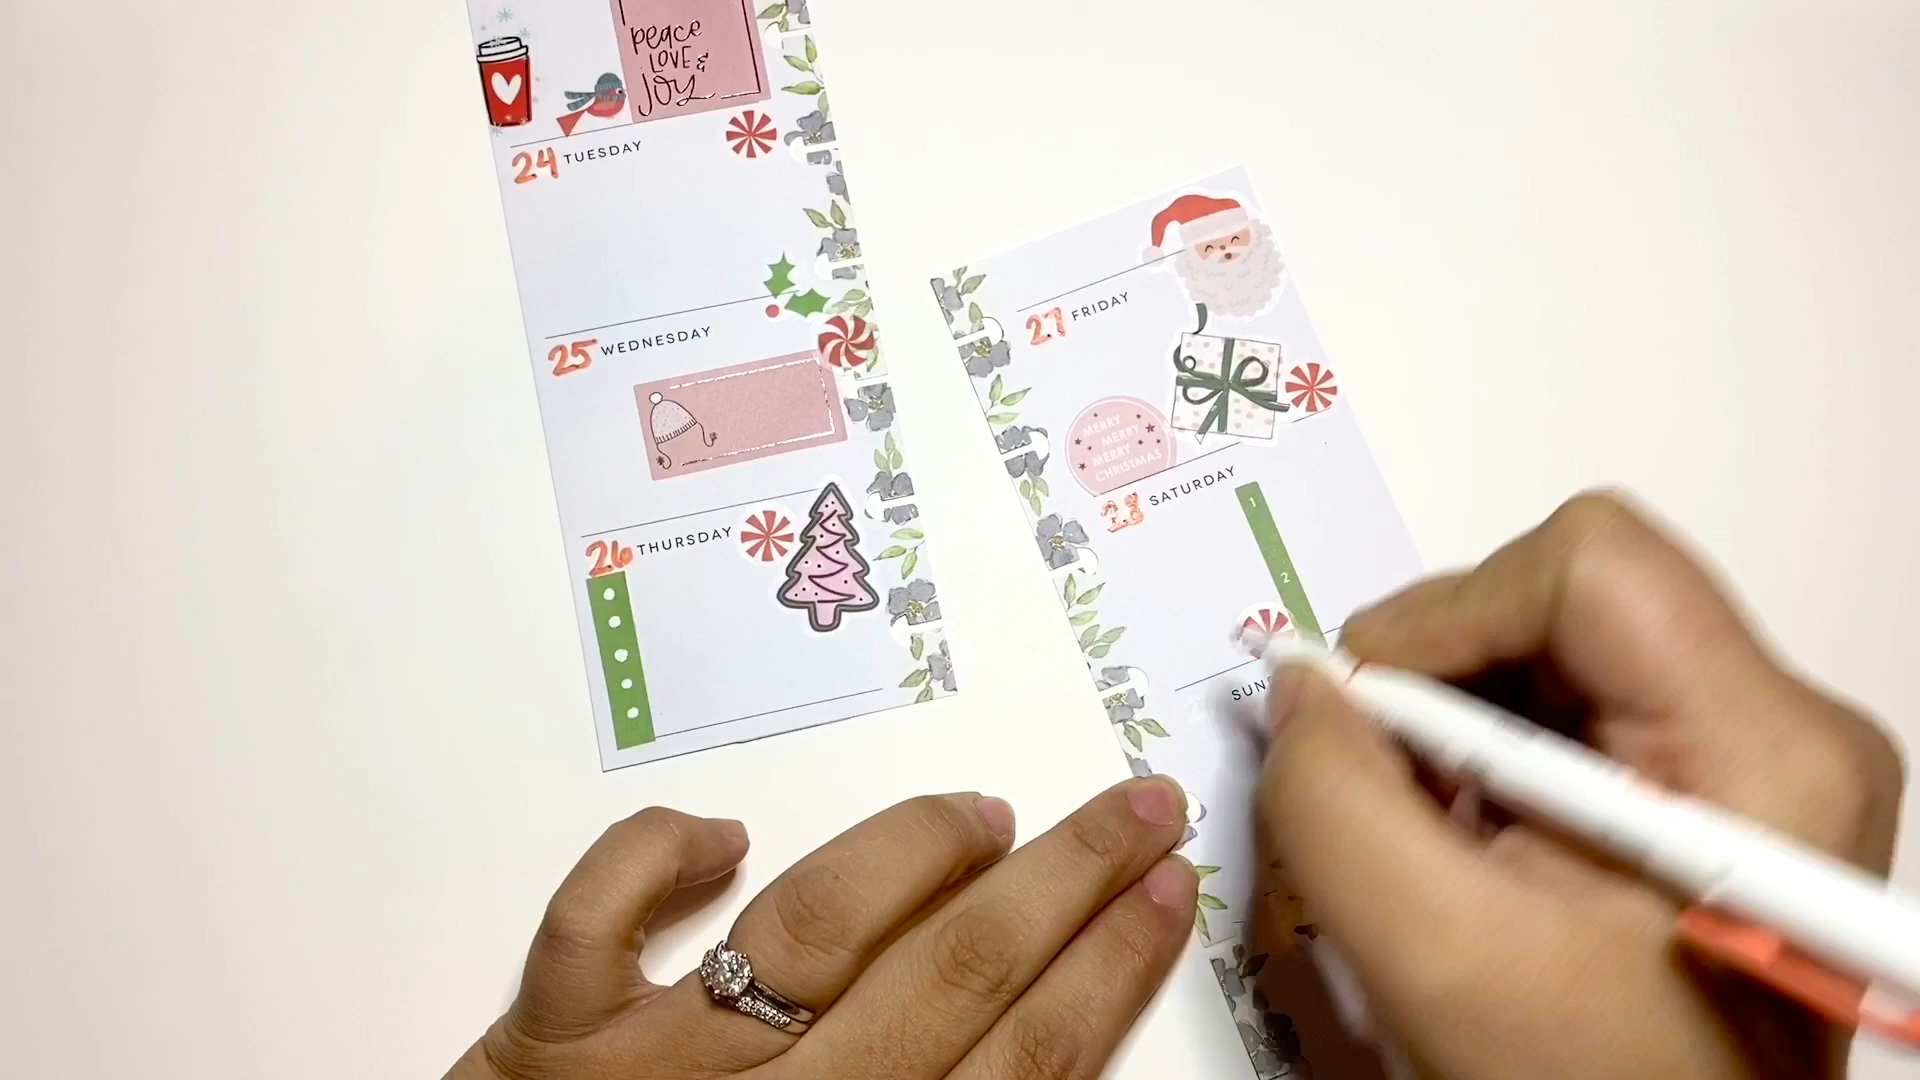 peace
LOVE &
joy
24 TUESDAY
25 WEDNESDAY
26 THURSDAY
27 FRIDAY
MERRY
MERRY
MERRY
CHRISTMAS
28 SATURDAY
1
2